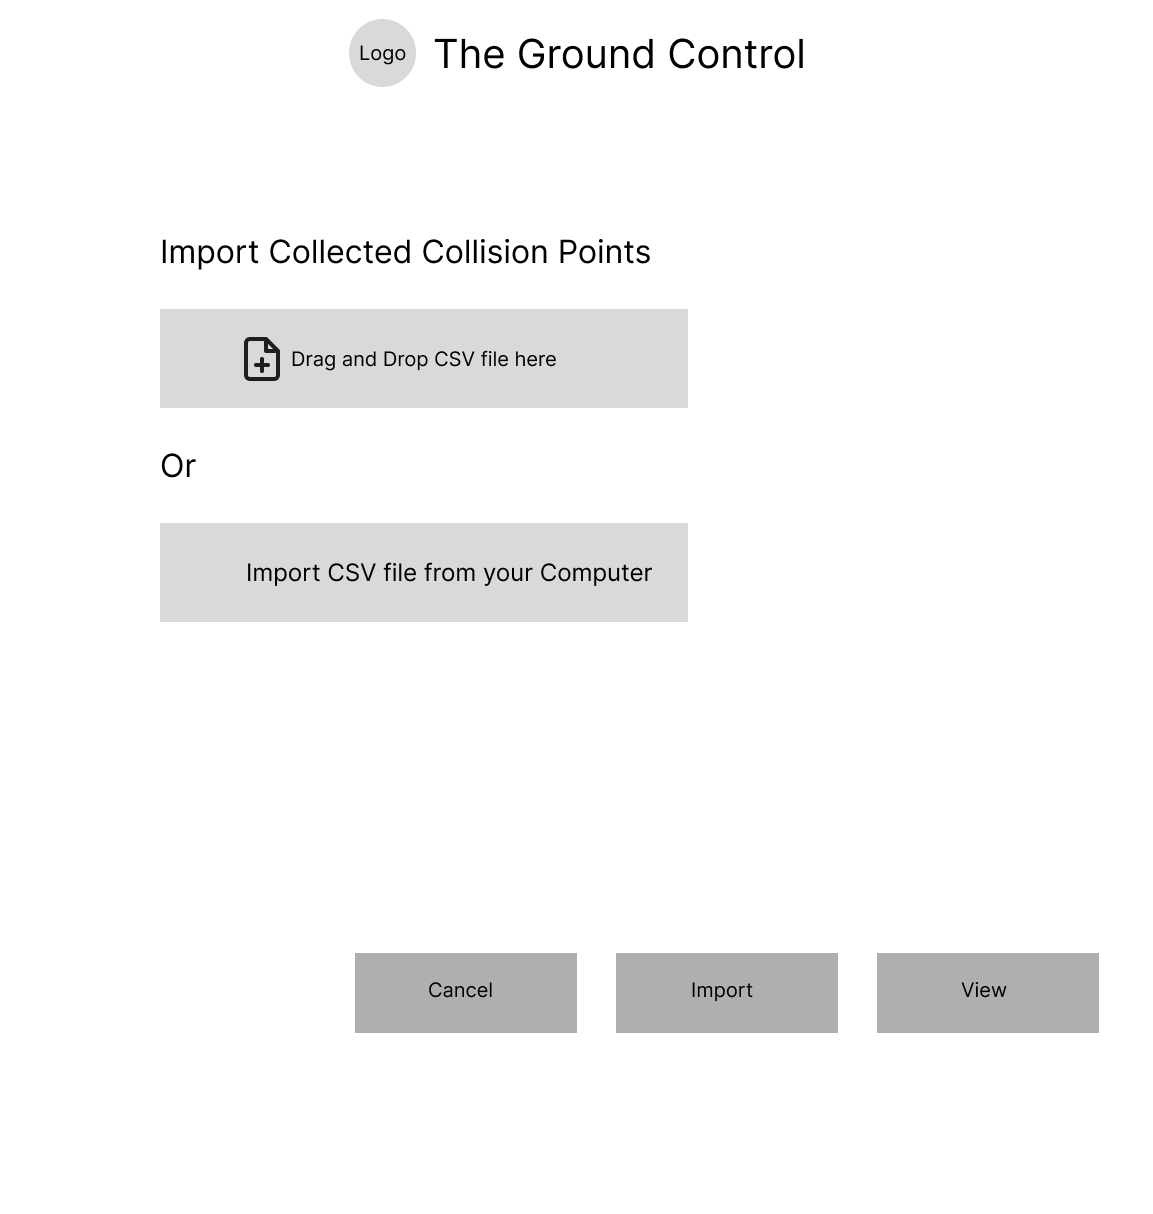 Logo
The Ground Control
Import Collected Collision Points
Drag and Drop CSV file here
Or
Import CSV file from your Computer
Cancel
Import
View